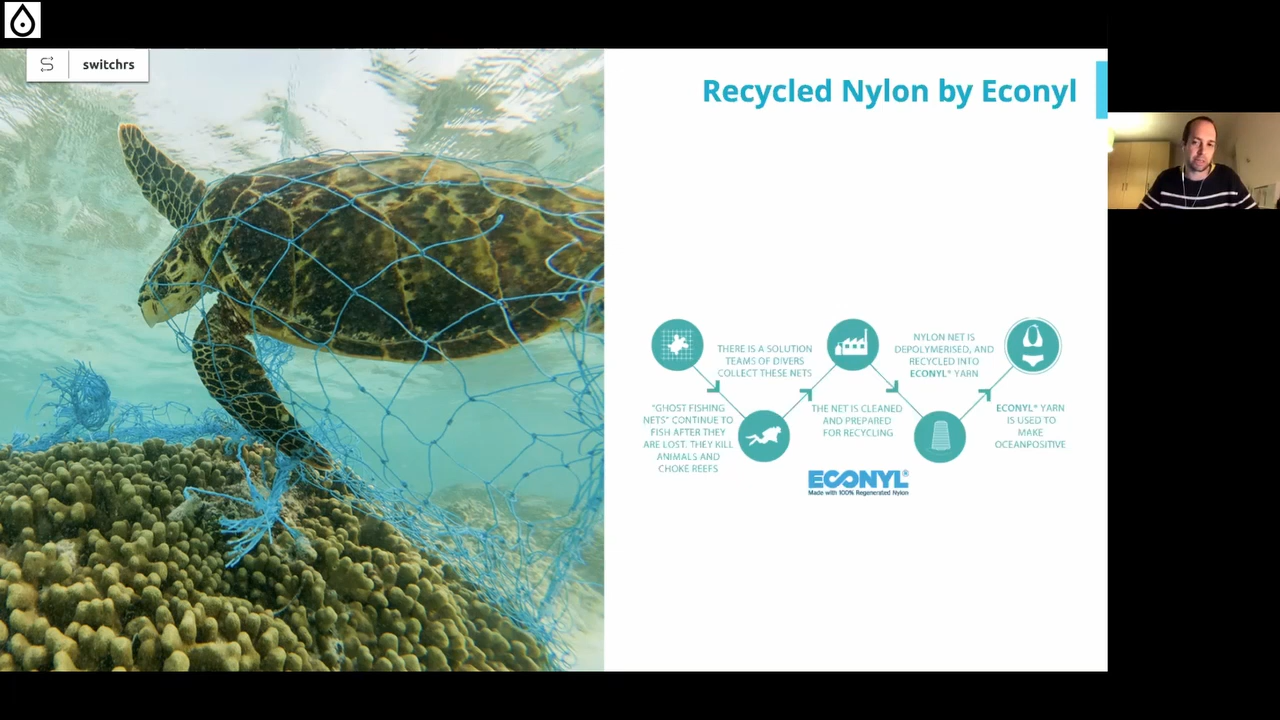 switchrs
Recycled Nylon by Econyl
"GHOST FISHING
NETS" CONTINUE TO
FISH AFTER THEY
ARE LOST. THEY KILL
ANIMALS AND
CHOKE REEFS
THERE IS A SOLUTION
TEAMS OF DIVERS
COLLECT THESE NETS
THE NET IS CLEANED
AND PREPARED
FOR RECYCLING
NYLON NET IS
DEPOLYMERISED, AND
RECYCLED INTO
ECONYL® YARN
ECONYL® YARN
IS USED TO
MAKE
OCEANPOSITIVE
ECONYL®
Made with 100% Regenerated Nylon